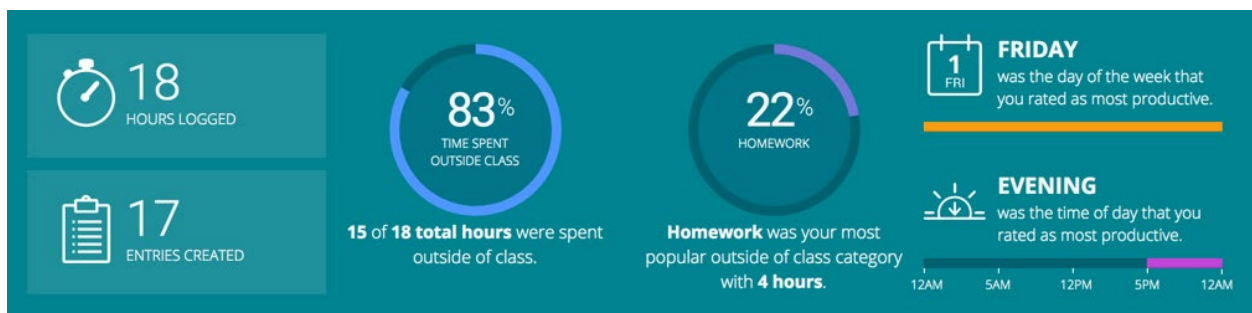 18
HOURS LOGGED
17
ENTRIES CREATED
83%
TIME SPENT
OUTSIDE CLASS
15 of 18 total hours were spent
outside of class.
22%
HOMEWORK
Homework was your most
popular outside of class category
with 4 hours.
1
FRI
FRIDAY
was the day of the week that
you rated as most productive.
EVENING
was the time of day that you
rated as most productive.
12AM 5AM 12PM 5PM 12AM